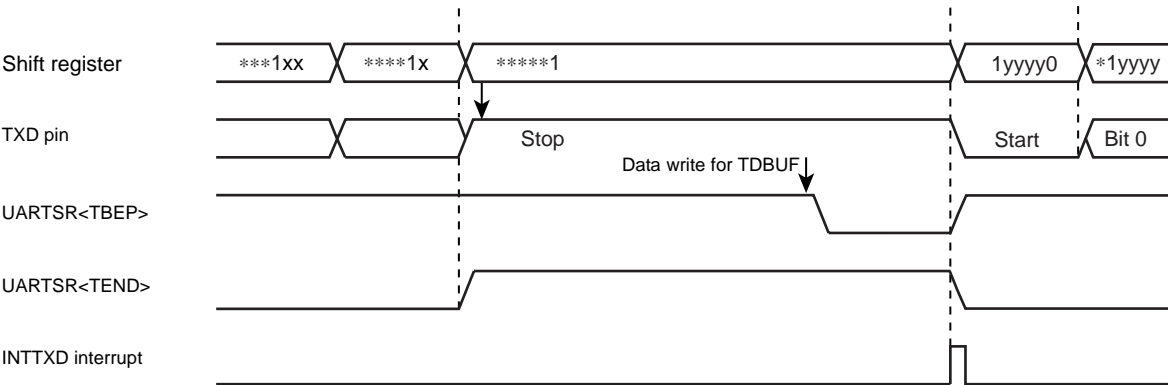 Shift register ***1xx ****1x *****1 1yyyy0 *1yyyy
TXD pin Stop Start Bit 0
Data write for TDBUF
UARTSR<TBEP>
UARTSR<TEND>
INTTXD interrupt